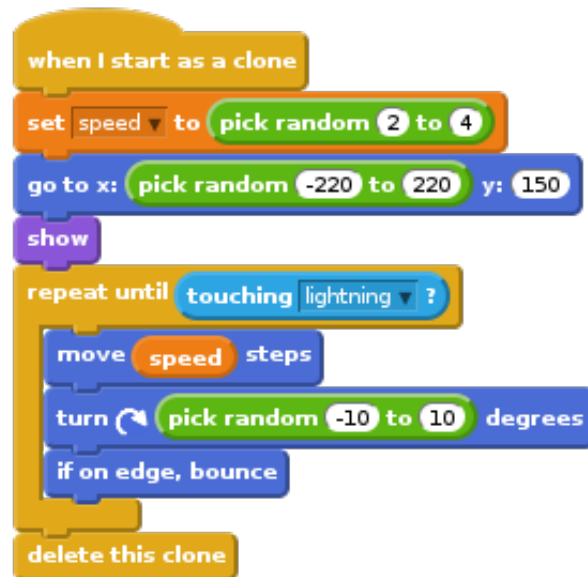 when I start as a clone
set speed to pick random 2 to 4
go to x: pick random -220 to 220 y: 150
show
repeat until touching lightning ?
move speed steps
turn pick random -10 to 10 degrees
if on edge, bounce
delete this clone